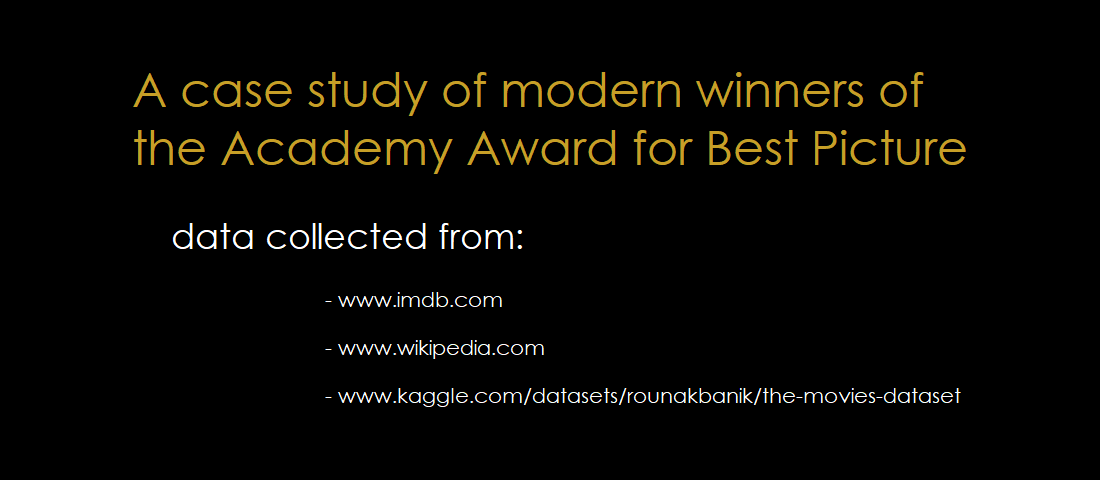 A case study of modern winners of
the Academy Award for Best Picture
data collected from:
- www.imdb.com
- www.wikipedia.com
- www.kaggle.com/datasets/rounakbanik/the-movies-dataset